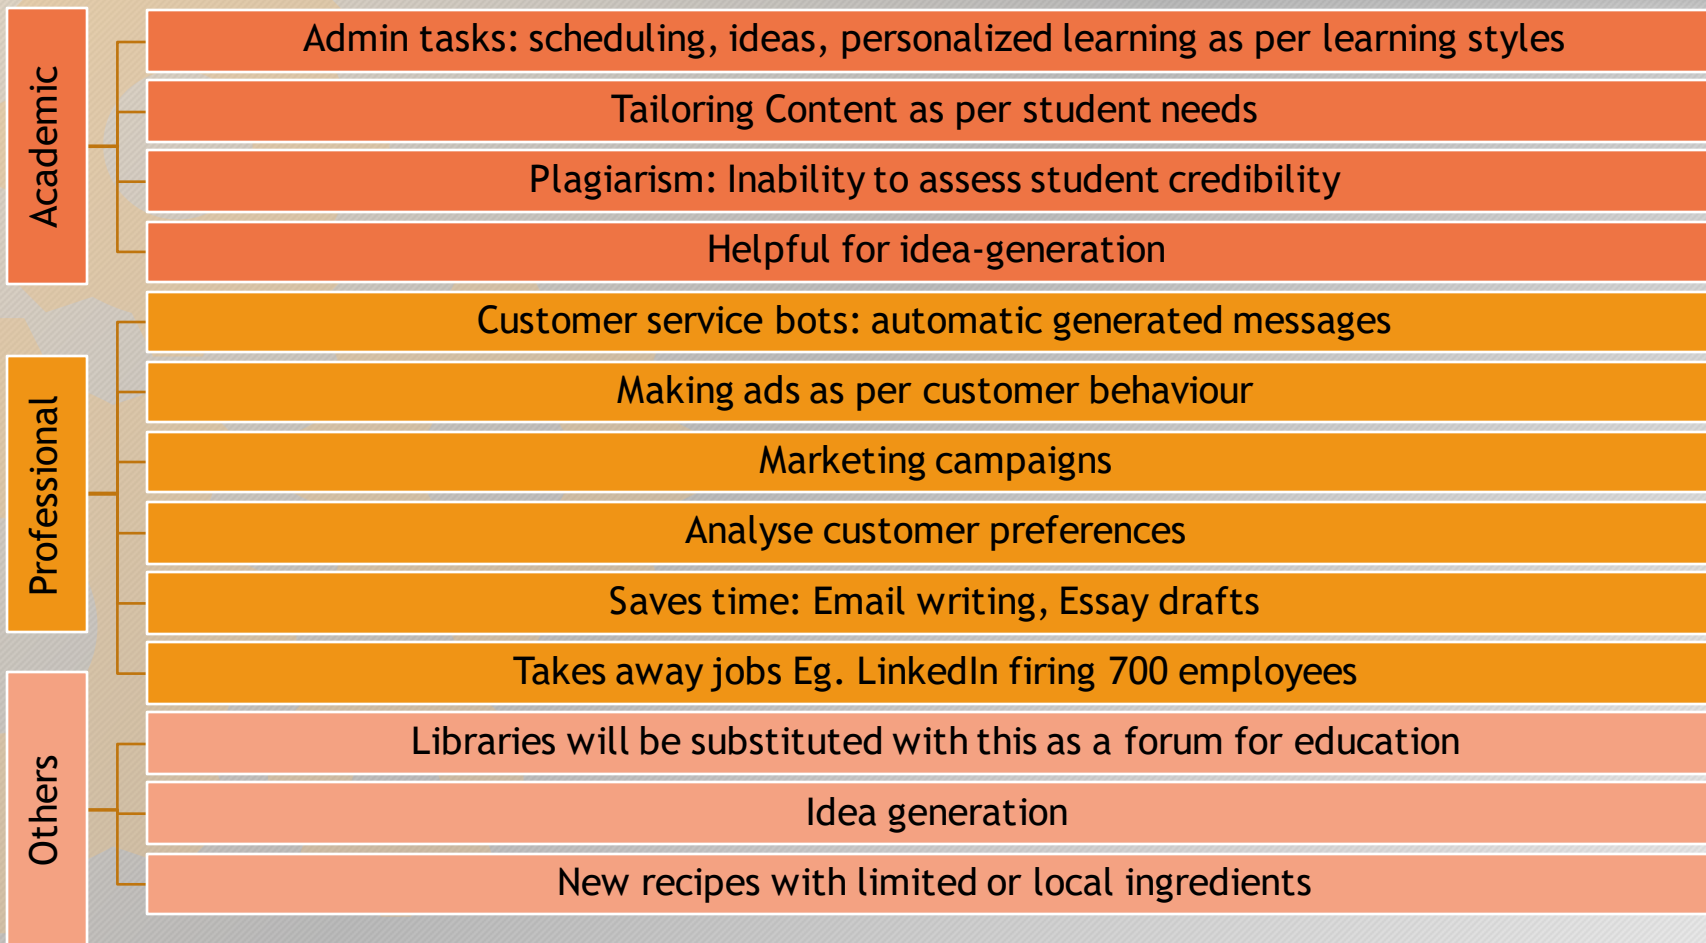 Academic
Admin tasks: scheduling, ideas, personalized learning as per learning styles
Tailoring Content as per student needs
Plagiarism: Inability to assess student credibility
Helpful for idea-generation
Professional
Customer service bots: automatic generated messages
Making ads as per customer behaviour
Marketing campaigns
Analyse customer preferences
Saves time: Email writing, Essay drafts
Takes away jobs Eg. LinkedIn firing 700 employees
Others
Libraries will be substituted with this as a forum for education
Idea generation
New recipes with limited or local ingredients